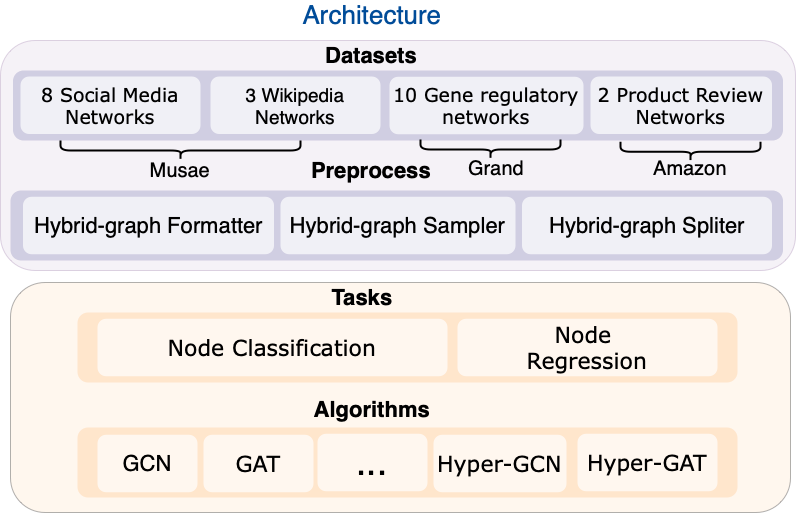 Architecture
Datasets
8 Social Media
Networks
3 Wikipedia
Networks
10 Gene regulatory
networks
2 Product Review
Networks
Musae
Grand
Amazon
Preprocess
Hybrid-graph Formatter
Hybrid-graph Sampler
Hybrid-graph Spliter
Tasks
Node Classification
Node
Regression
Algorithms
GCN
GAT
...
Hyper-GCN
Hyper-GAT